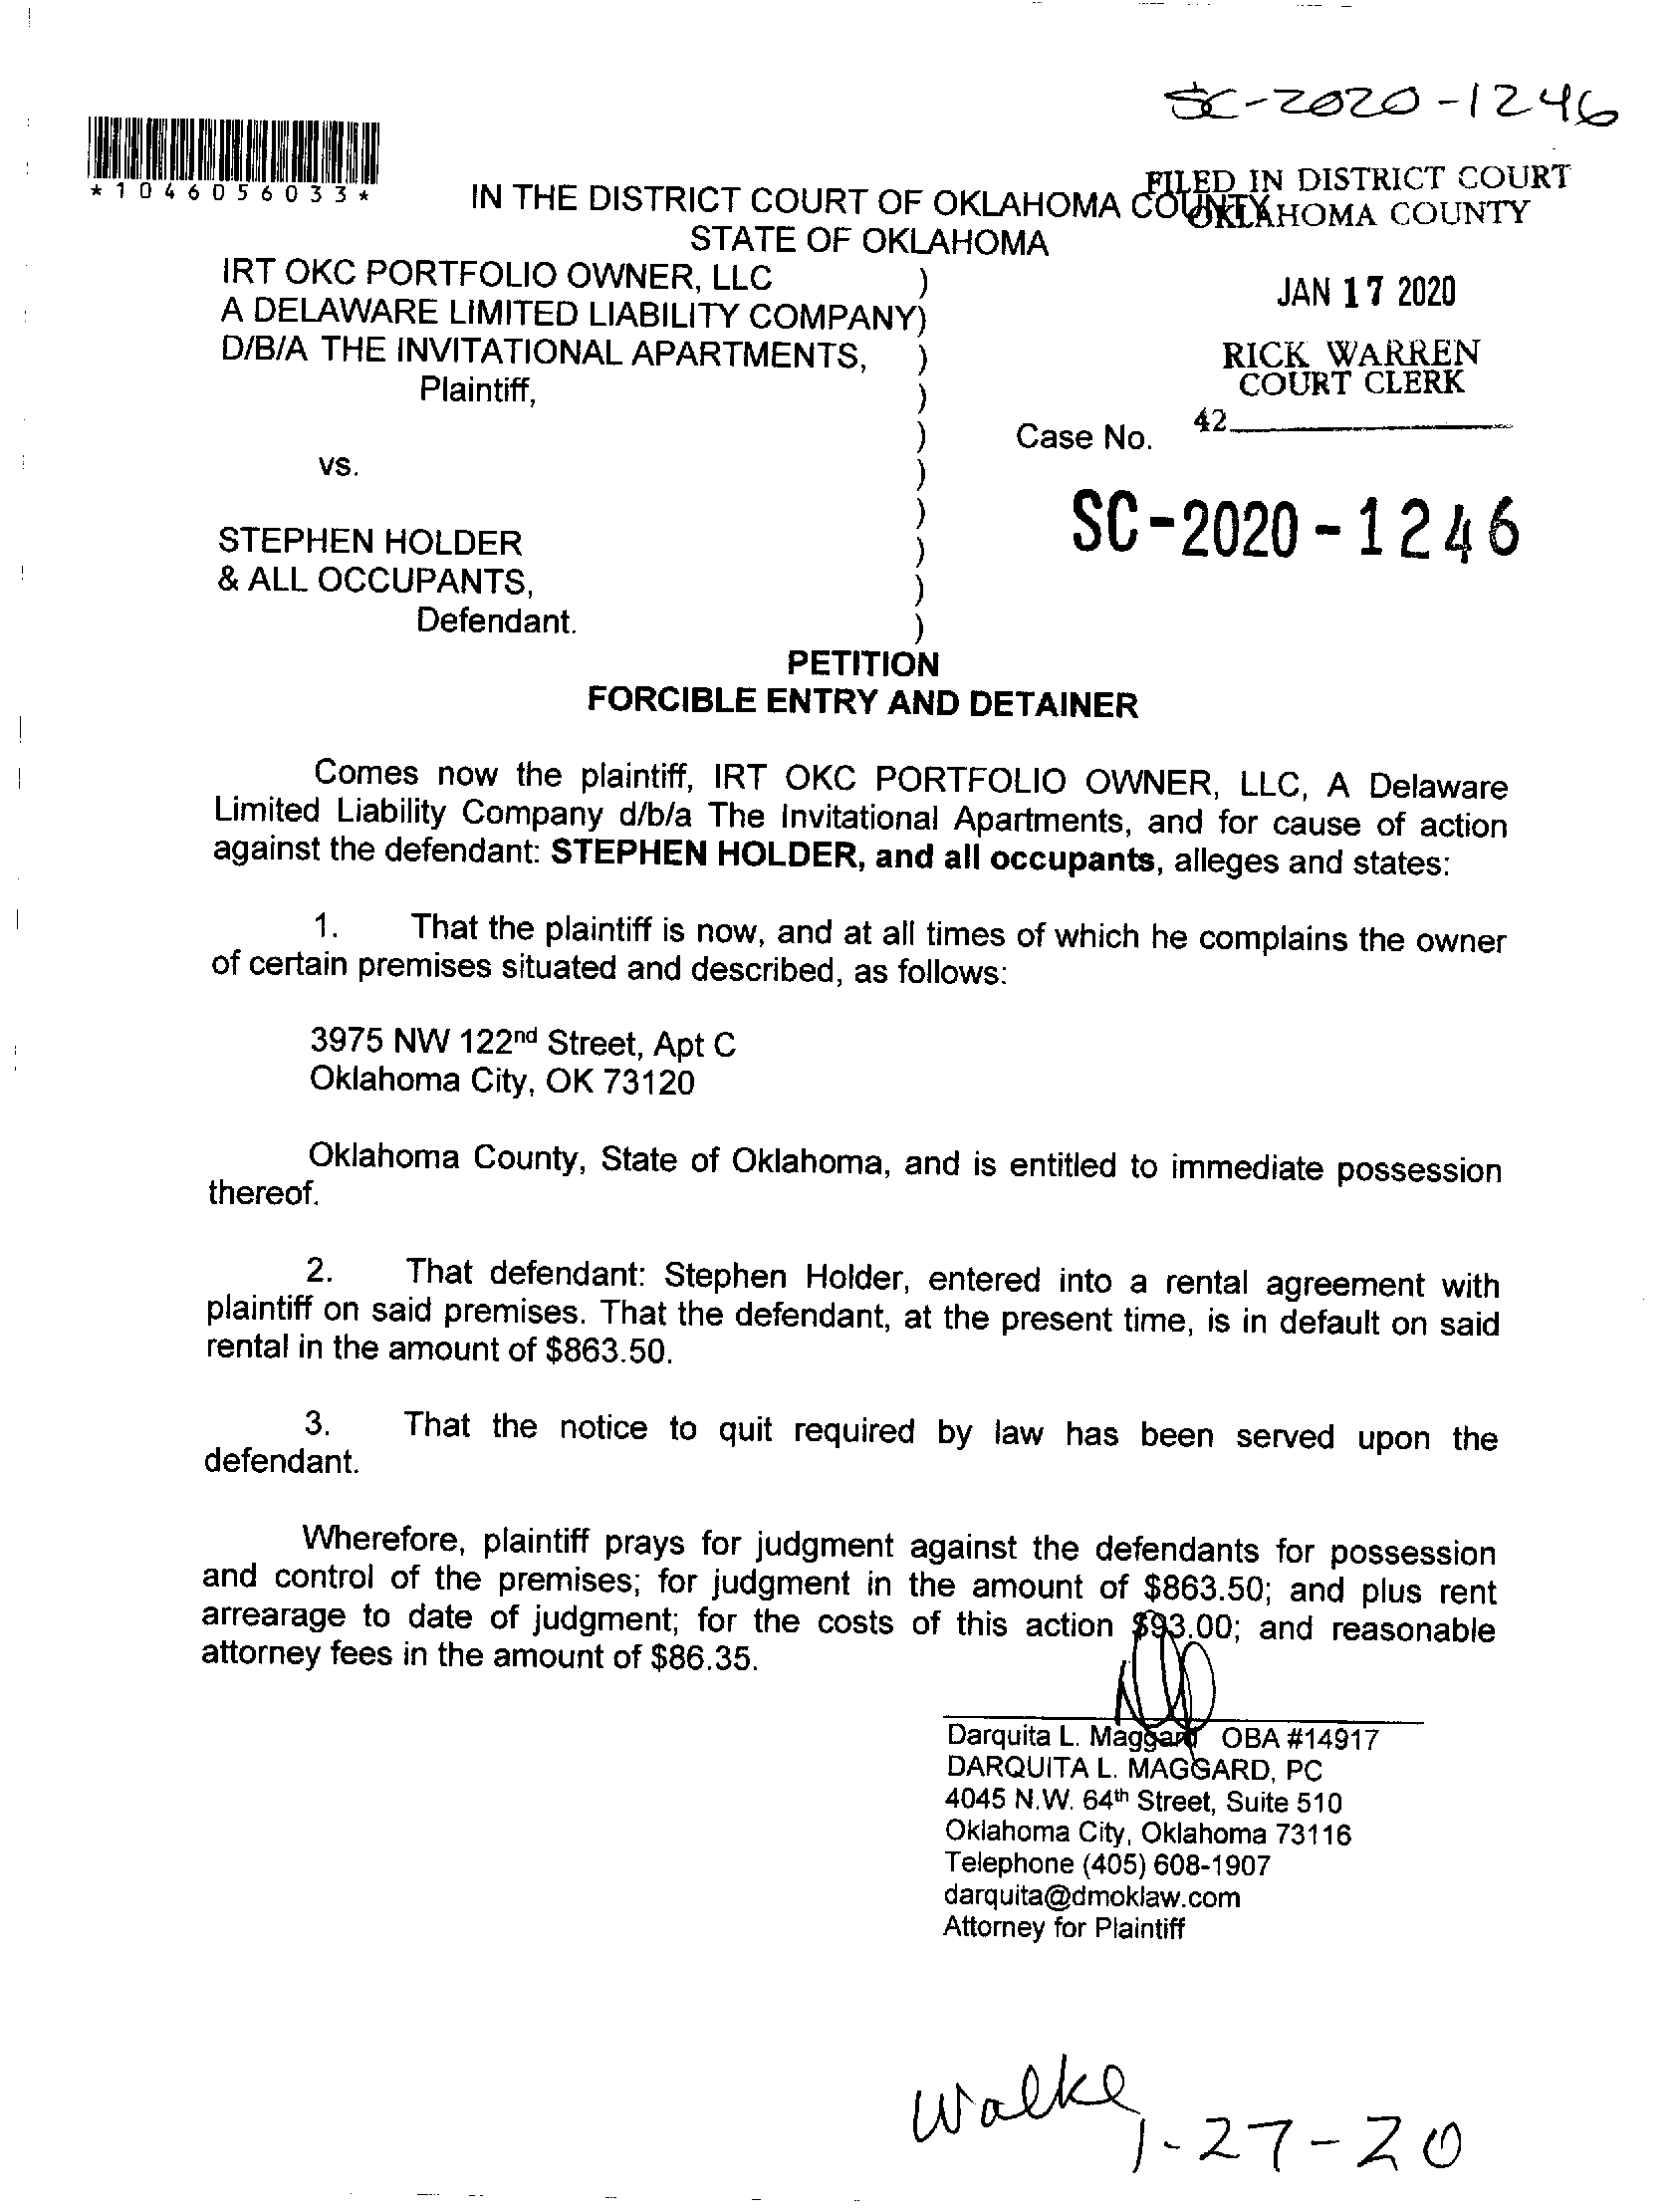 SC-2020-1246
*1046056033*
FILED IN DISTRICT COURT
OKLAHOMA COUNTY
IN THE DISTRICT COURT OF OKLAHOMA COUNTY
STATE OF OKLAHOMA
IRT OKC PORTFOLIO OWNER, LLC )
A DELAWARE LIMITED LIABILITY COMPANY)
D/B/A THE INVITATIONAL APARTMENTS, )
Plaintiff, )
)
vs. )
)
STEPHEN HOLDER )
& ALL OCCUPANTS, )
Defendant. )
JAN 17 2020
RICK WARREN
COURT CLERK
42
Case No.
SC-2020-1246
PETITION
FORCIBLE ENTRY AND DETAINER
Comes now the plaintiff, IRT OKC PORTFOLIO OWNER, LLC, A Delaware
Limited Liability Company d/b/a The Invitational Apartments, and for cause of action
against the defendant: STEPHEN HOLDER, and all occupants, alleges and states:
1. That the plaintiff is now, and at all times of which he complains the owner
of certain premises situated and described, as follows:
3975 NW 122nd Street, Apt C
Oklahoma City, OK 73120
Oklahoma County, State of Oklahoma, and is entitled to immediate possession
thereof.
2. That defendant: Stephen Holder, entered into a rental agreement with
plaintiff on said premises. That the defendant, at the present time, is in default on said
rental in the amount of $863.50.
3. That the notice to quit required by law has been served upon the
defendant.
Wherefore, plaintiff prays for judgment against the defendants for possession
and control of the premises; for judgment in the amount of $863.50; and plus rent
arrearage to date of judgment; for the costs of this action $93.00; and reasonable
attorney fees in the amount of $86.35.
Darquita L. Maggard OBA #14917
DARQUITA L. MAGGARD, PC
4045 N.W. 64th Street, Suite 510
Oklahoma City, Oklahoma 73116
Telephone (405) 608-1907
darquita@dmoklaw.com
Attorney for Plaintiff
Walke
1-27-20